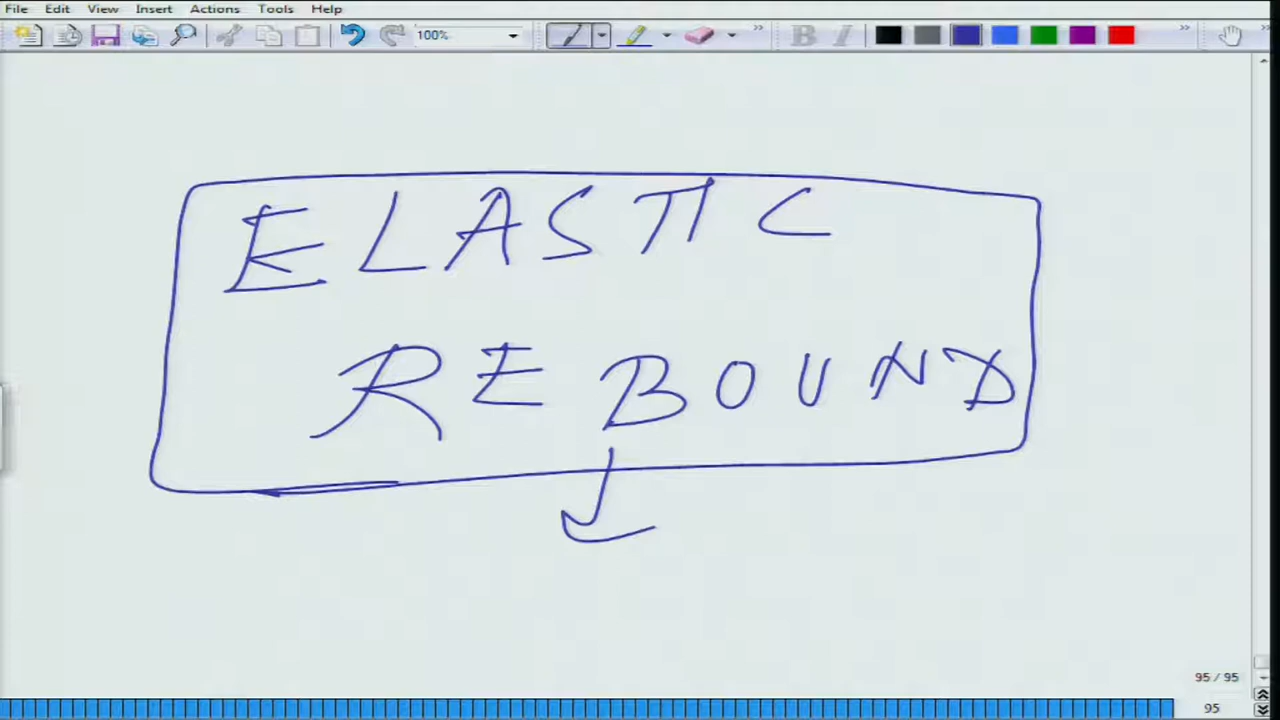 File Edit View Insert Actions Tools Help
100% B I
ELASTIC
REBOUND
95 / 95
95